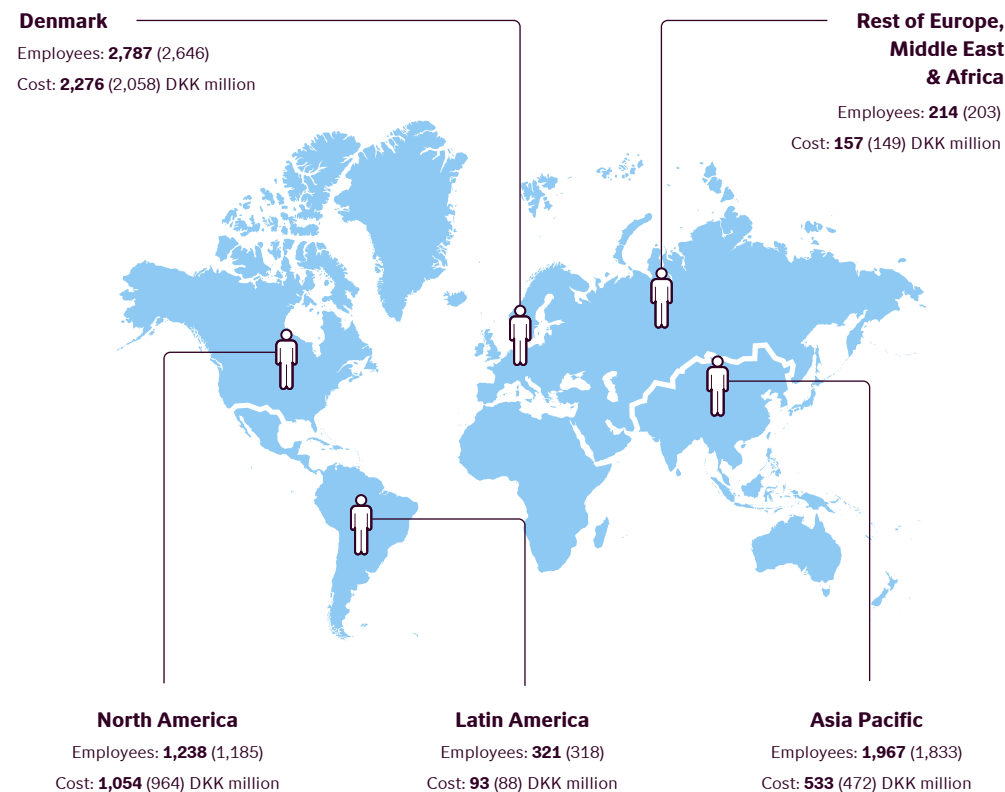 Denmark
Employees: 2,787 (2,646)
Cost: 2,276 (2,058) DKK million
Rest of Europe,
Middle East
& Africa
Employees: 214 (203)
Cost: 157 (149) DKK million
North America
Employees: 1,238 (1,185)
Cost: 1,054 (964) DKK million
Latin America
Employees: 321 (318)
Cost: 93 (88) DKK million
Asia Pacific
Employees: 1,967 (1,833)
Cost: 533 (472) DKK million